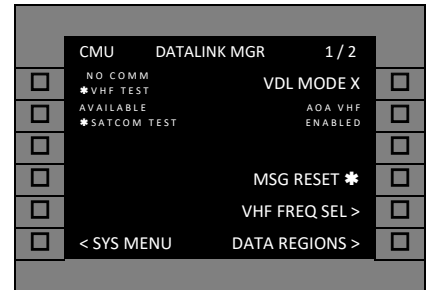 CMU DATALINK MGR 1 / 2
NO COMM
✱VHF TEST VDL MODE X
AVAILABLE AOA VHF
✱SATCOM TEST ENABLED
MSG RESET ✱
VHF FREQ SEL >
< SYS MENU DATA REGIONS >